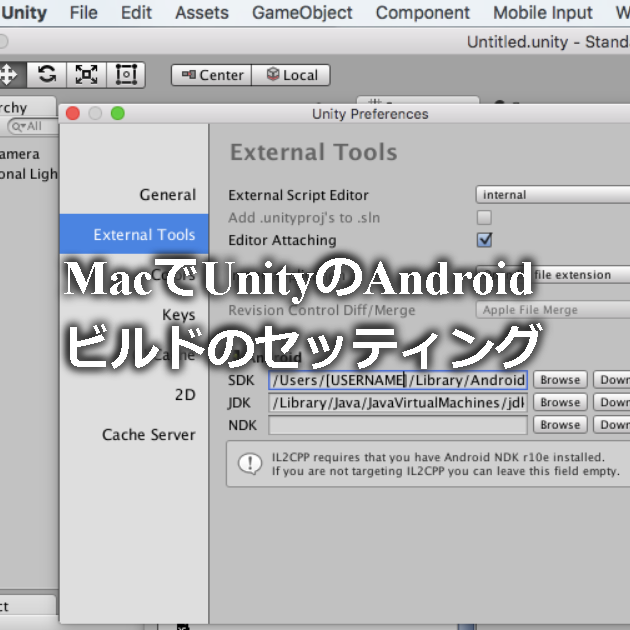 Unity File Edit Assets GameObject Component Mobile Input
Untitled.unity - Stand
Center Local
rchy
All
amera
onal Ligh
Unity Preferences
External Tools
General
External Script Editor internal
External Tools
Add .unityproj's to .sln
Editor Attaching
file extension
MacでUnityのAndroid
Keys
Revision Control Diff/Merge Apple File Merge
ビルドのセッティング
Cache
Android
SDK /Users/[USERNAME]/Library/Android Browse Down
2D
JDK /Library/Java/JavaVirtualMachines/jdk Browse Down
NDK Browse Down
Cache Server
IL2CPP requires that you have Android NDK r10e installed.
If you are not targeting IL2CPP you can leave this field empty.
ct